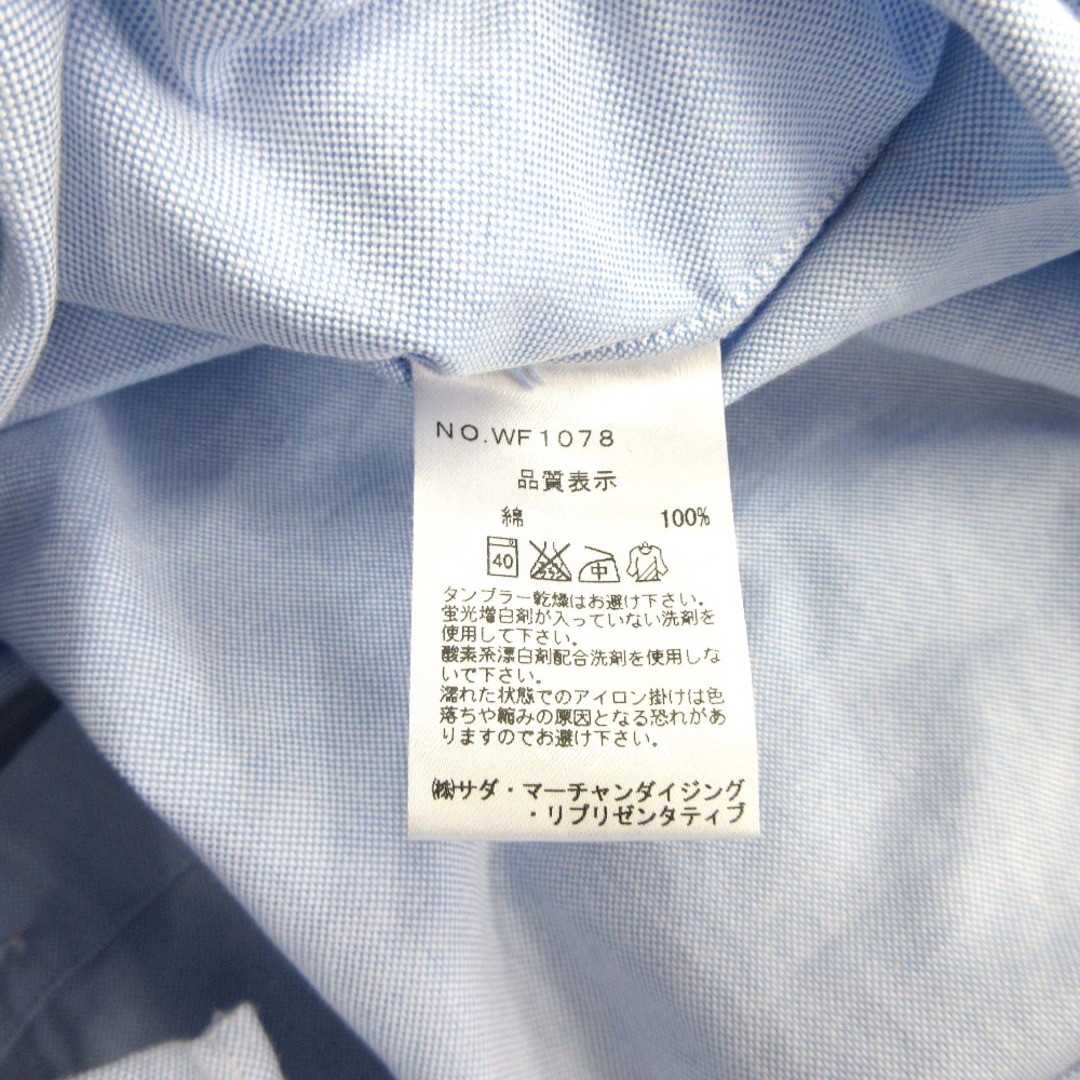 NO.WF1078
品質表示
綿 100%
40 エンソサラシ 中
タンブラー乾燥はお避け下さい。
蛍光増白剤が入っていない洗剤を
使用して下さい。
酸素系漂白剤配合洗剤を使用しな
いで下さい。
濡れた状態でのアイロン掛けは色
落ちや縮みの原因となる恐れがあ
りますのでお避け下さい。
㈱サダ・マーチャンダイジング
・リプリゼンタティブ